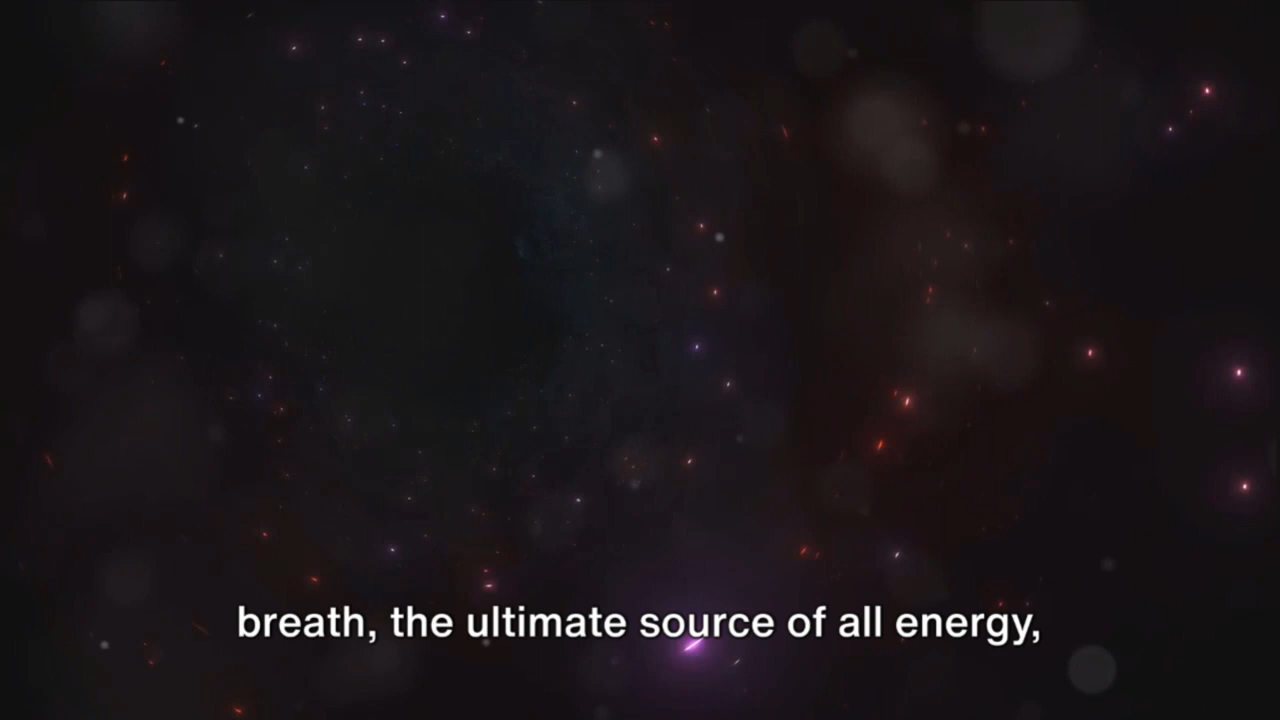 breath, the ultimate source of all energy,